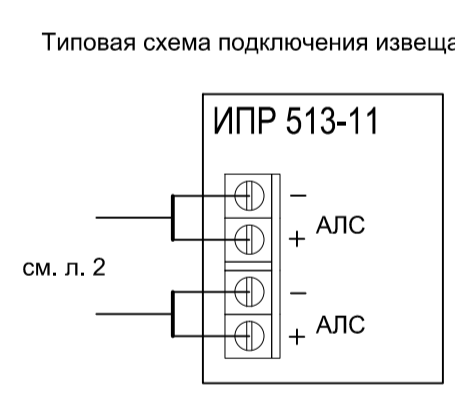 Типовая схема подключения извеща
ИПР 513-11
−
+ АЛС
см. л. 2
−
+ АЛС